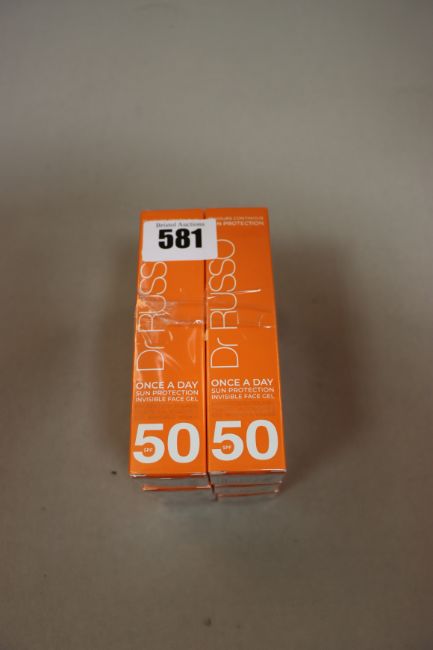 Bristol Auctions
581
SUN PROTECTION
Dr RUSSO
ONCE A DAY
SUN PROTECTION
INVISIBLE FACE GEL
SPF
50
Dr RUSSO
ONCE A DAY
SUN PROTECTION
INVISIBLE FACE GEL
SPF
50